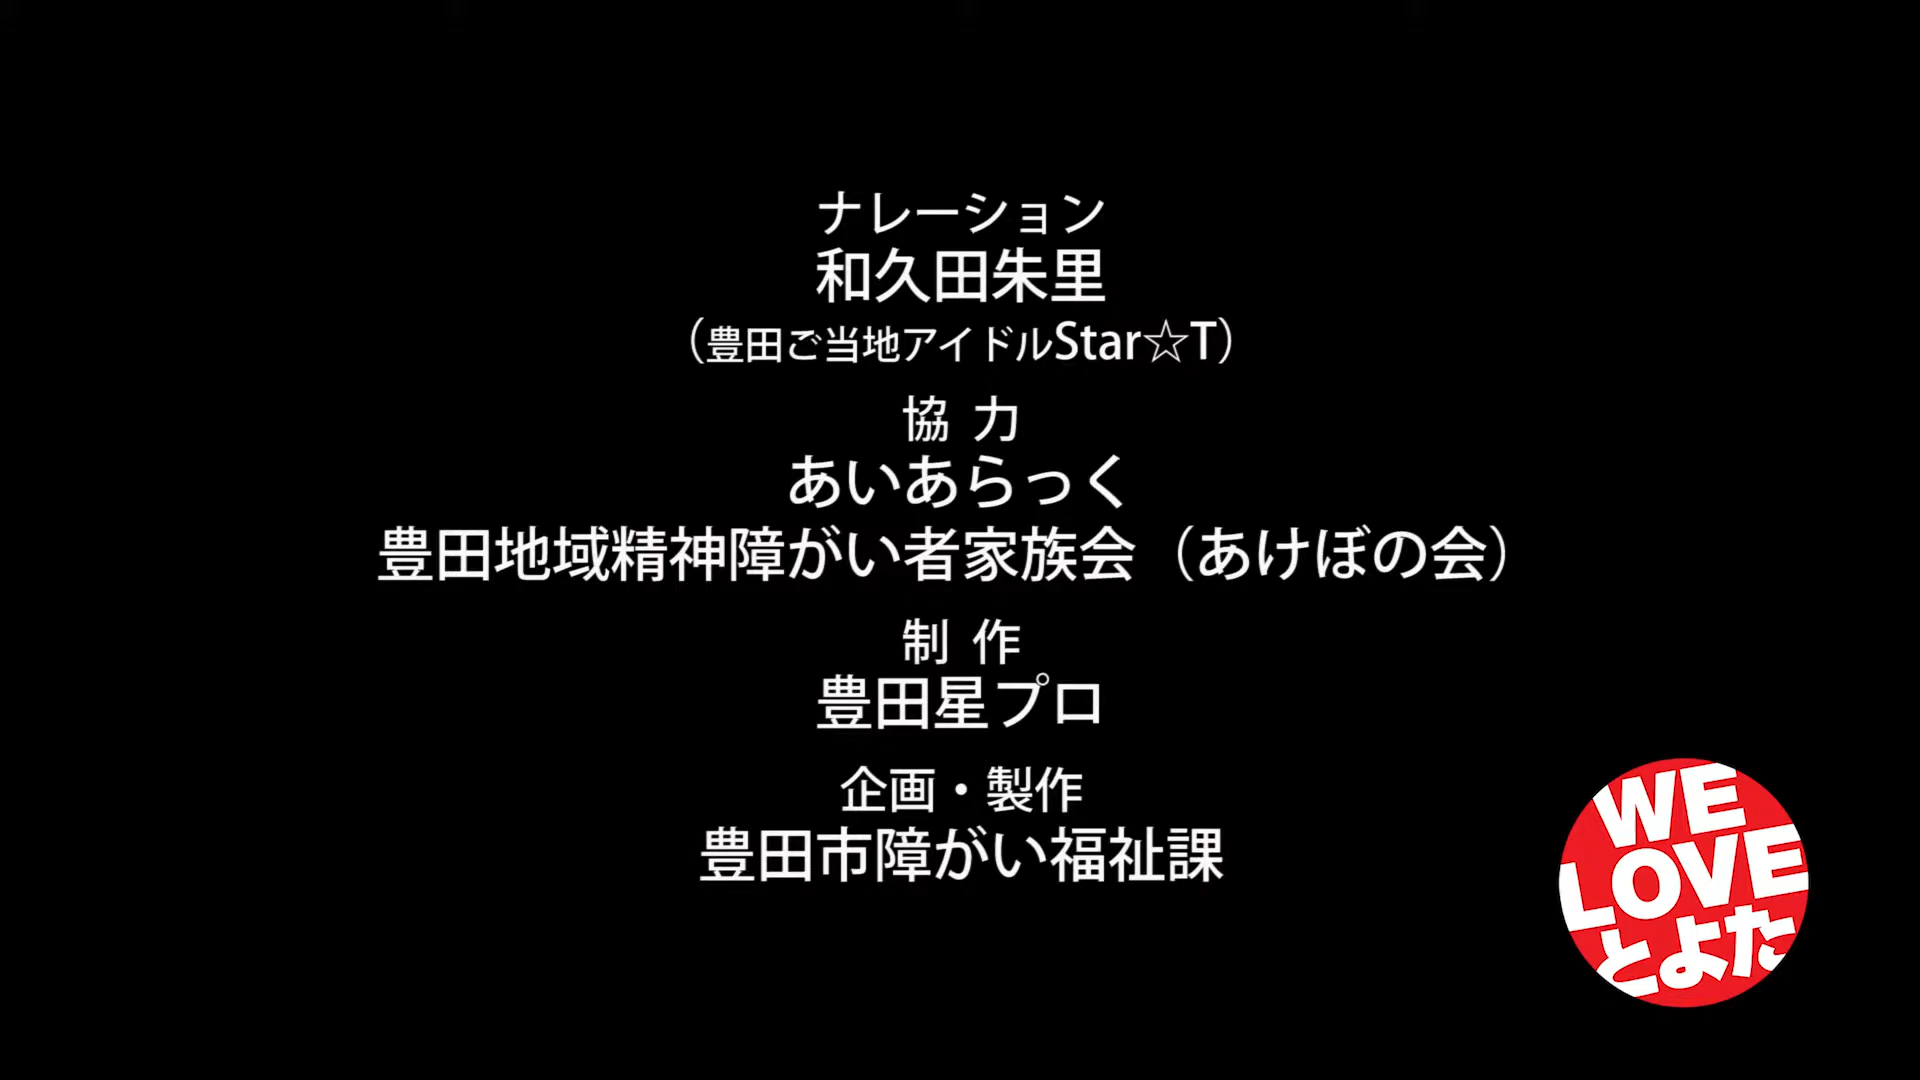 ナレーション
和久田朱里
（豊田ご当地アイドルStar☆T）
協 力
あいあらっく
豊田地域精神障がい者家族会（あけぼの会）
制 作
豊田星プロ
企画・製作
豊田市障がい福祉課
WE
LOVE
とよた